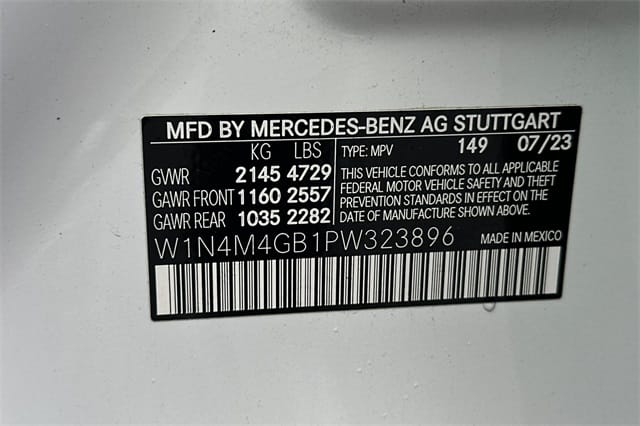 MFD BY MERCEDES-BENZ AG STUTTGART
KG LBS
GVWR 2145 4729
GAWR FRONT 1160 2557
GAWR REAR 1035 2282
TYPE: MPV 149 07/23
THIS VEHICLE CONFORMS TO ALL APPLICABLE
FEDERAL MOTOR VEHICLE SAFETY AND THEFT
PREVENTION STANDARDS IN EFFECT ON THE
DATE OF MANUFACTURE SHOWN ABOVE.
W1N4M4GB1PW323896
MADE IN MEXICO